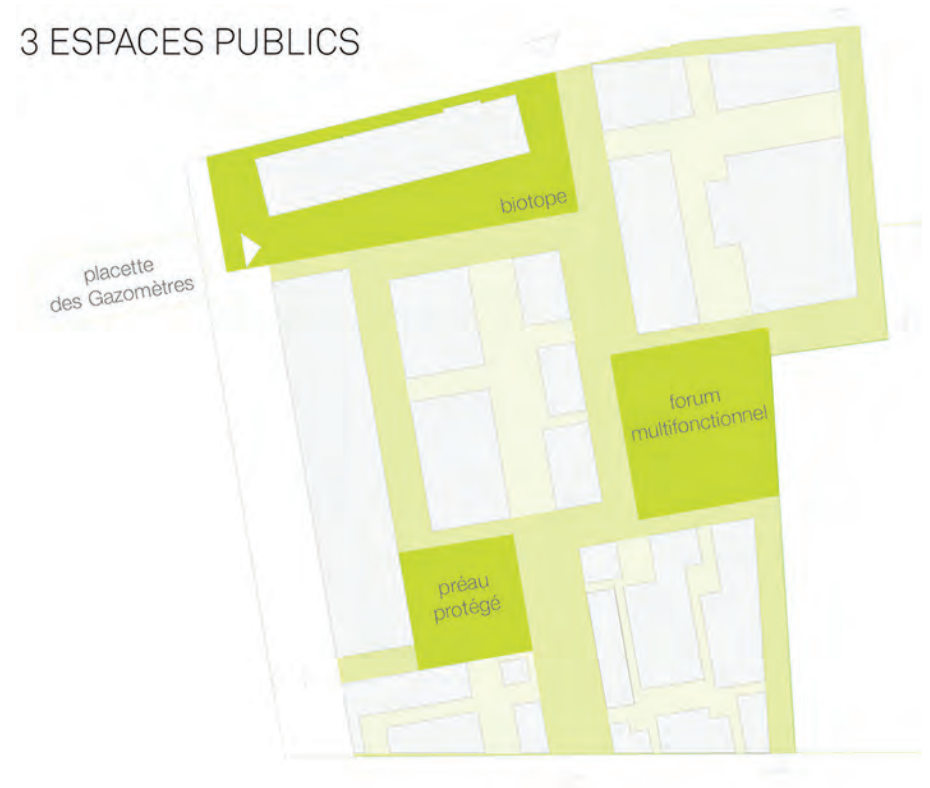 3 ESPACES PUBLICS
biotope
placette
des Gazomètres
forum
multifonctionnel
préau
protégé